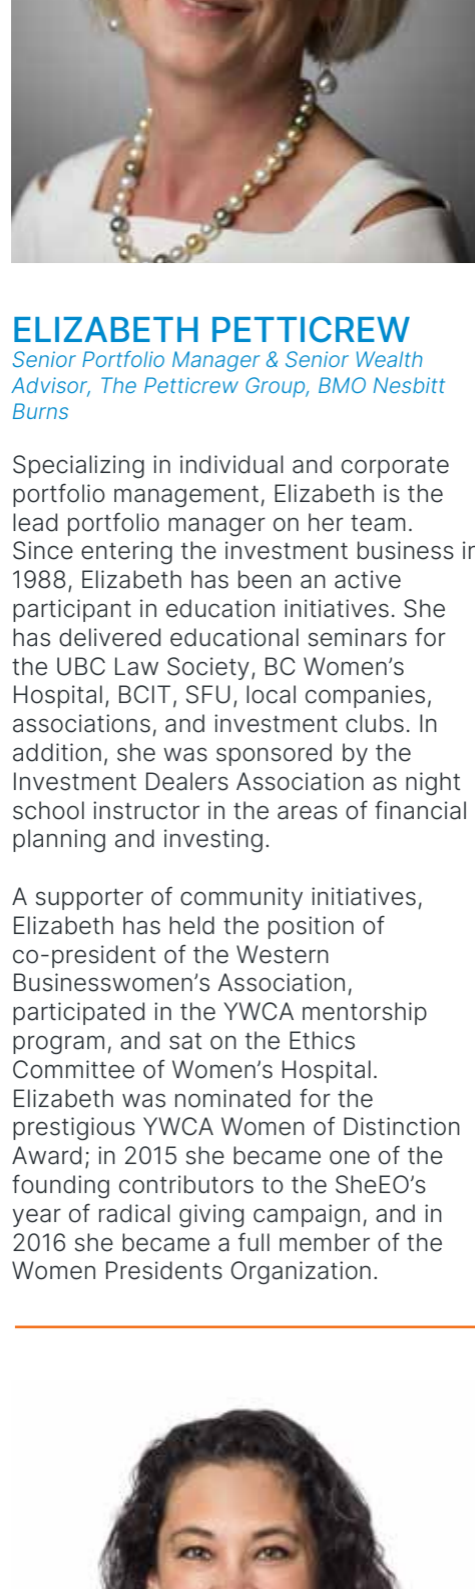 ELIZABETH PETTICREW
Senior Portfolio Manager & Senior Wealth
Advisor, The Petticrew Group, BMO Nesbitt
Burns
Specializing in individual and corporate
portfolio management, Elizabeth is the
lead portfolio manager on her team.
Since entering the investment business in
1988, Elizabeth has been an active
participant in education initiatives. She
has delivered educational seminars for
the UBC Law Society, BC Women’s
Hospital, BCIT, SFU, local companies,
associations, and investment clubs. In
addition, she was sponsored by the
Investment Dealers Association as night
school instructor in the areas of financial
planning and investing.
A supporter of community initiatives,
Elizabeth has held the position of
co-president of the Western
Businesswomen’s Association,
participated in the YWCA mentorship
program, and sat on the Ethics
Committee of Women’s Hospital.
Elizabeth was nominated for the
prestigious YWCA Women of Distinction
Award; in 2015 she became one of the
founding contributors to the SheEO’s
year of radical giving campaign, and in
2016 she became a full member of the
Women Presidents Organization.